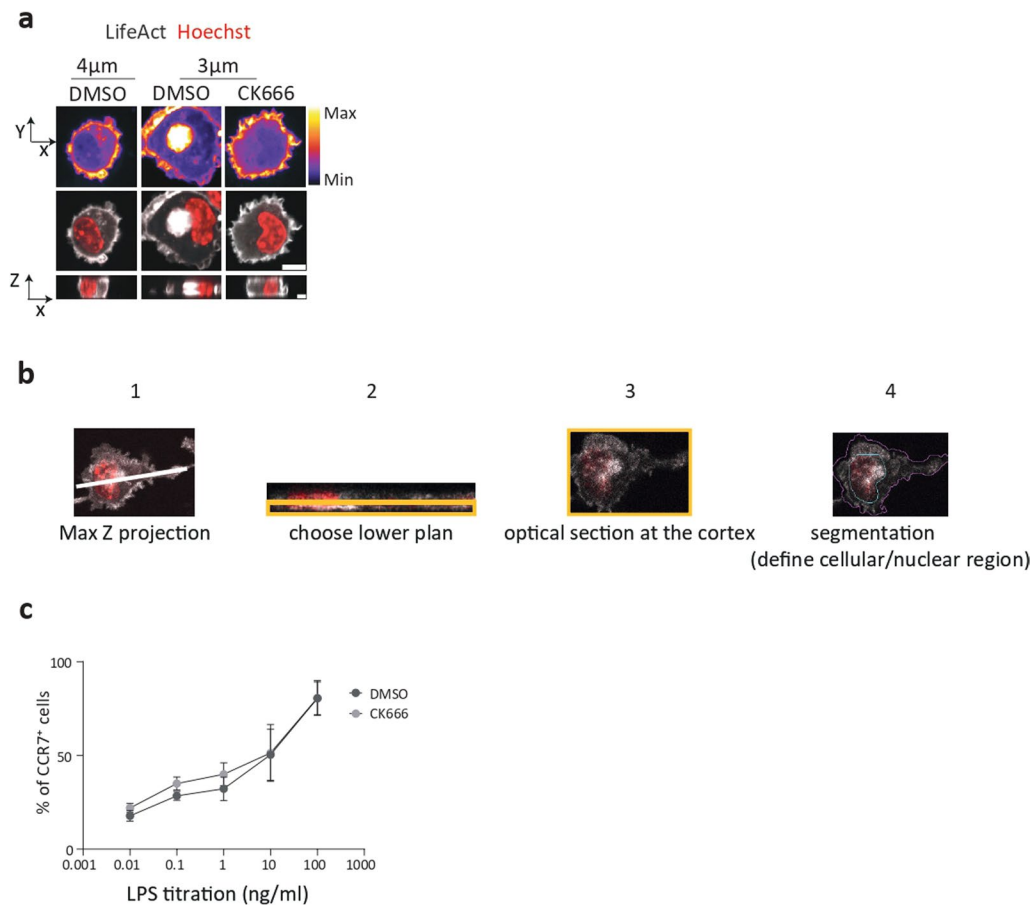 a
LifeAct Hoechst
4µm 3µm
DMSO DMSO CK666
Y
X
Max
Min
Z
X
b
1 2 3 4
Max Z projection
choose lower plan
optical section at the cortex
segmentation
(define cellular/nuclear region)
c
% of CCR7+ cells
100
50
0
DMSO
CK666
0.001 0.01 0.1 1 10 100 1000
LPS titration (ng/ml)